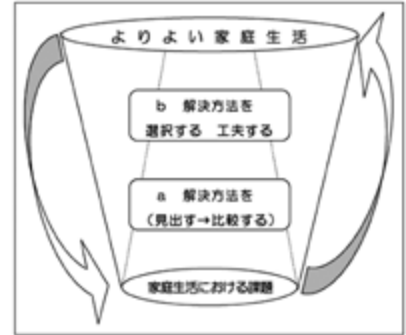 よりよい家庭生活
b 解決方法を
選択する 工夫する
a 解決方法を
（見出す→比較する）
家庭生活における課題